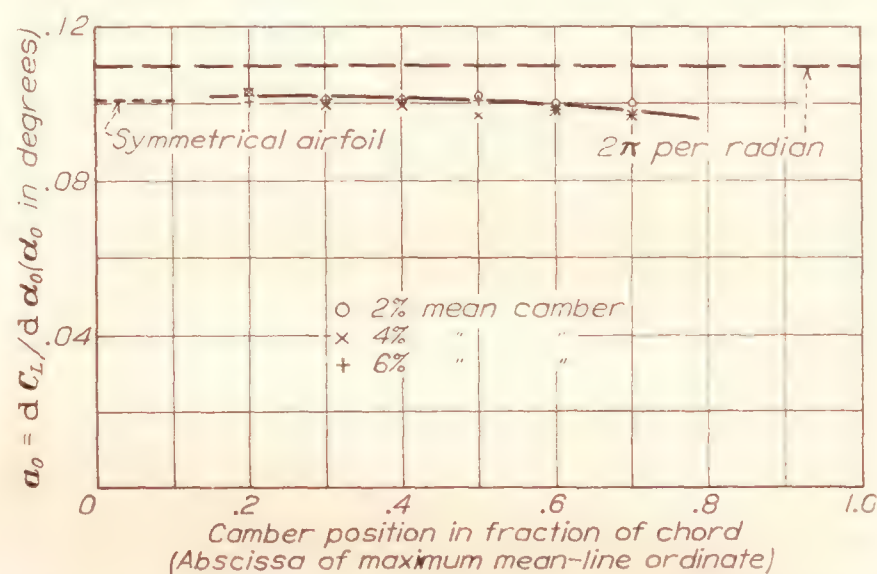 .12
.08
.04
a₀ = d C_L / d α₀ (α₀ in degrees)
Symmetrical airfoil
2π per radian
○ 2% mean camber
× 4% " "
+ 6% " "
0 .2 .4 .6 .8 1.0
Camber position in fraction of chord
(Abscissa of maximum mean-line ordinate)